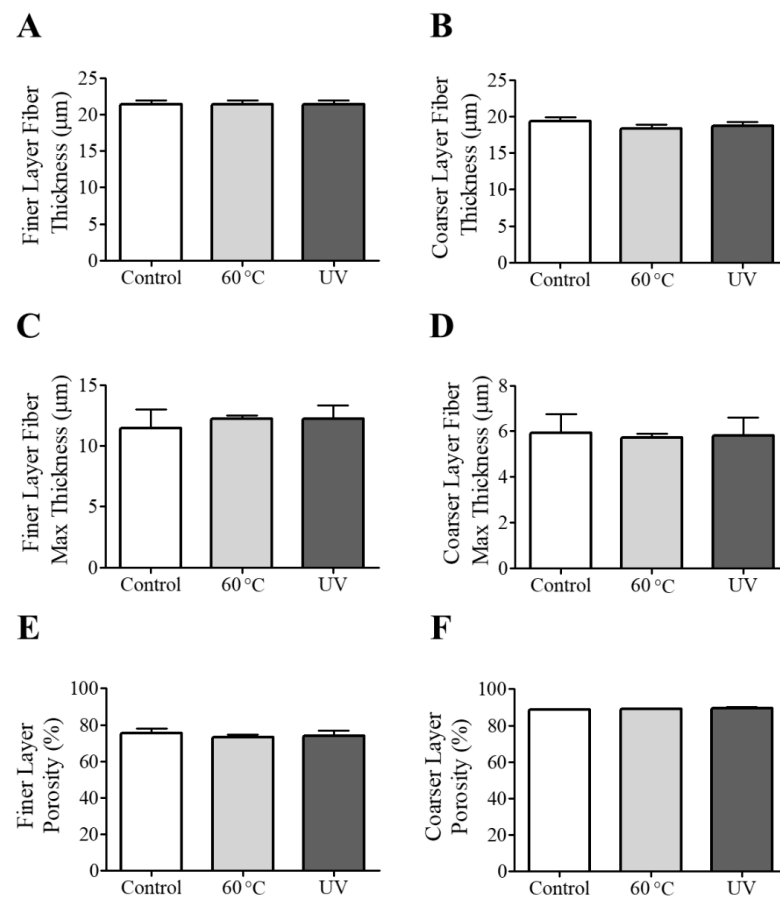 A
Finer Layer Fiber
Thickness (μm)
25
20
15
10
5
0
Control
60°C
UV
B
Coarser Layer Fiber
Thickness (μm)
25
20
15
10
5
0
Control
60°C
UV
C
Finer Layer Fiber
Max Thickness (μm)
15
10
5
0
Control
60°C
UV
D
Coarser Layer Fiber
Max Thickness (μm)
8
6
4
2
0
Control
60°C
UV
E
Finer Layer
Porosity (%)
100
80
60
40
20
0
Control
60°C
UV
F
Coarser Layer
Porosity (%)
100
80
60
40
20
0
Control
60°C
UV